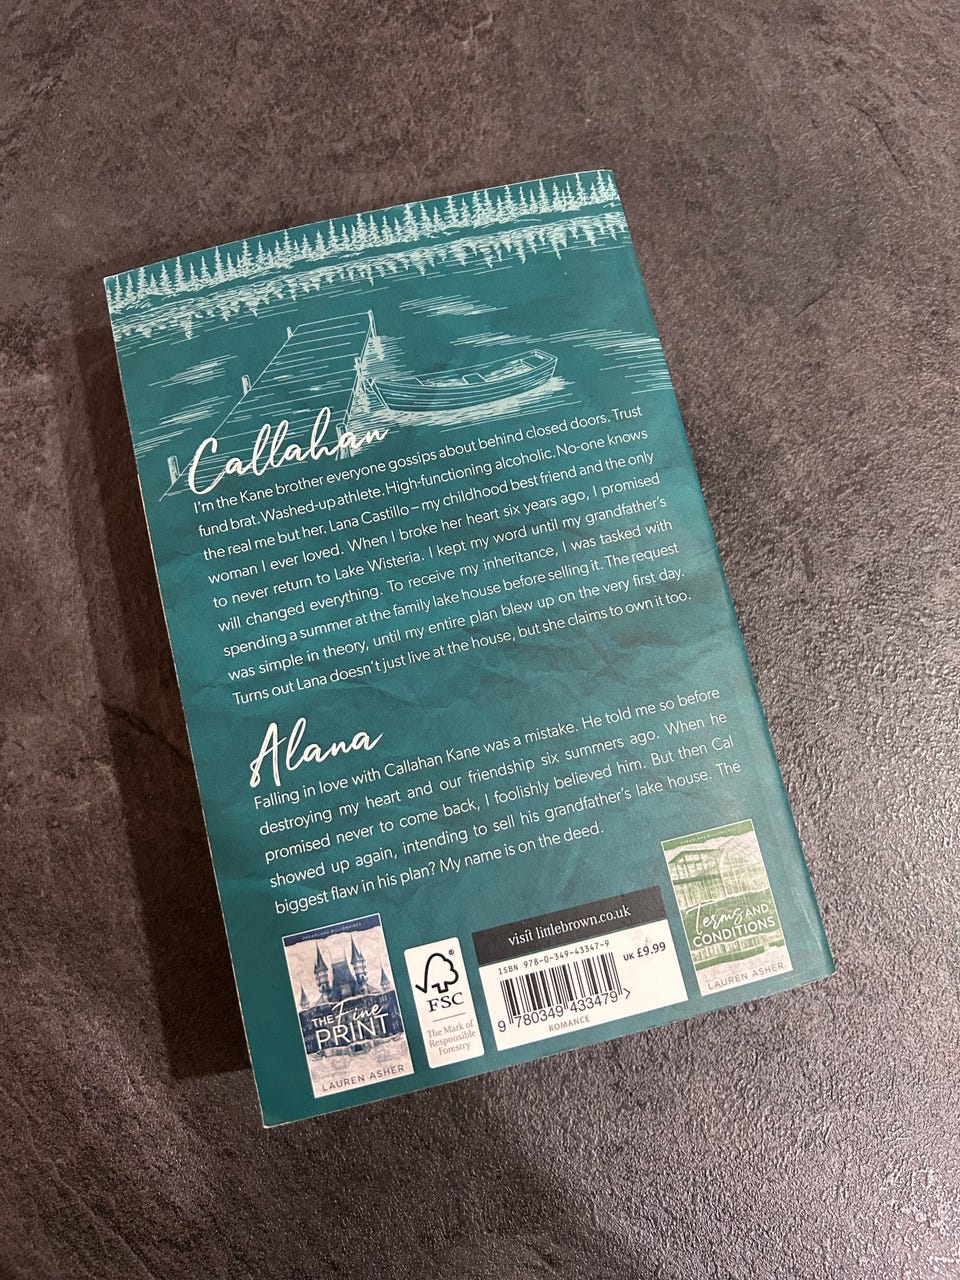 Callahan
I'm the Kane brother everyone gossips about behind closed doors. Trust
fund brat. Washed-up athlete. High-functioning alcoholic. No-one knows
the real me but her. Lana Castillo – my childhood best friend and the only
woman I ever loved. When I broke her heart six years ago, I promised
to never return to Lake Wisteria. I kept my word until my grandfather's
will changed everything. To receive my inheritance, I was tasked with
spending a summer at the family lake house before selling it. The request
was simple in theory, until my entire plan blew up on the very first day.
Turns out Lana doesn't just live at the house, but she claims to own it too.
Alana
Falling in love with Callahan Kane was a mistake. He told me so before
destroying my heart and our friendship six summers ago. When he
promised never to come back, I foolishly believed him. But then Cal
showed up again, intending to sell his grandfather's lake house. The
biggest flaw in his plan? My name is on the deed.
DREAMLAND BILLIONAIRES
THE Fine
PRINT
LAUREN ASHER
®
FSC
The Mark of
Responsible
Forestry
visit littlebrown.co.uk
ISBN 978-0-349-43347-9
UK £9.99
9 780349 433479 >
ROMANCE
DREAMLAND BILLIONAIRES
Terms AND
CONDITIONS
LAUREN ASHER